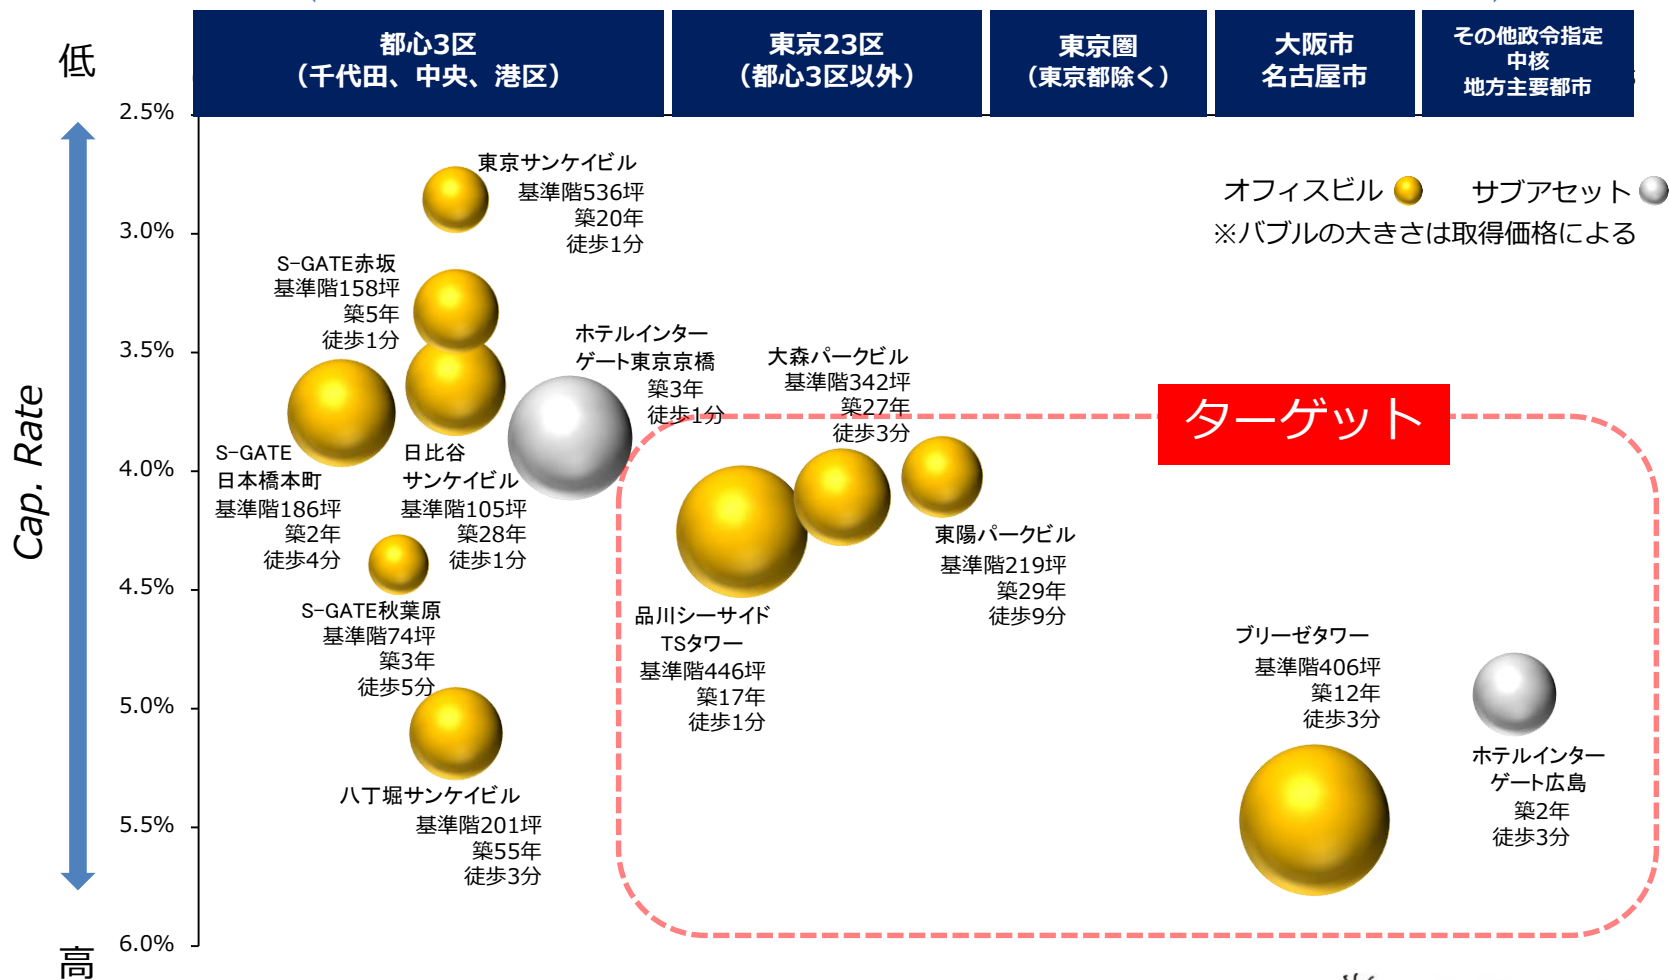 低
都心3区
（千代田、中央、港区）
東京23区
（都心3区以外）
東京圏
（東京都除く）
大阪市
名古屋市
その他政令指定
中核
地方主要都市
2.5%
3.0%
3.5%
4.0%
4.5%
5.0%
5.5%
6.0%
Cap. Rate
高
オフィスビル
サブアセット
※バブルの大きさは取得価格による
東京サンケイビル
基準階536坪
築20年
徒歩1分
S-GATE赤坂
基準階158坪
築5年
徒歩1分
ホテルインター
ゲート東京京橋
築3年
徒歩1分
大森パークビル
基準階342坪
築27年
徒歩3分
ターゲット
S-GATE
日本橋本町
基準階186坪
築2年
徒歩4分
日比谷
サンケイビル
基準階105坪
築28年
徒歩1分
東陽パークビル
基準階219坪
築29年
徒歩9分
S-GATE秋葉原
基準階74坪
築3年
徒歩5分
品川シーサイド
TSタワー
基準階446坪
築17年
徒歩1分
ブリーゼタワー
基準階406坪
築12年
徒歩3分
ホテルインター
ゲート広島
築2年
徒歩3分
八丁堀サンケイビル
基準階201坪
築55年
徒歩3分